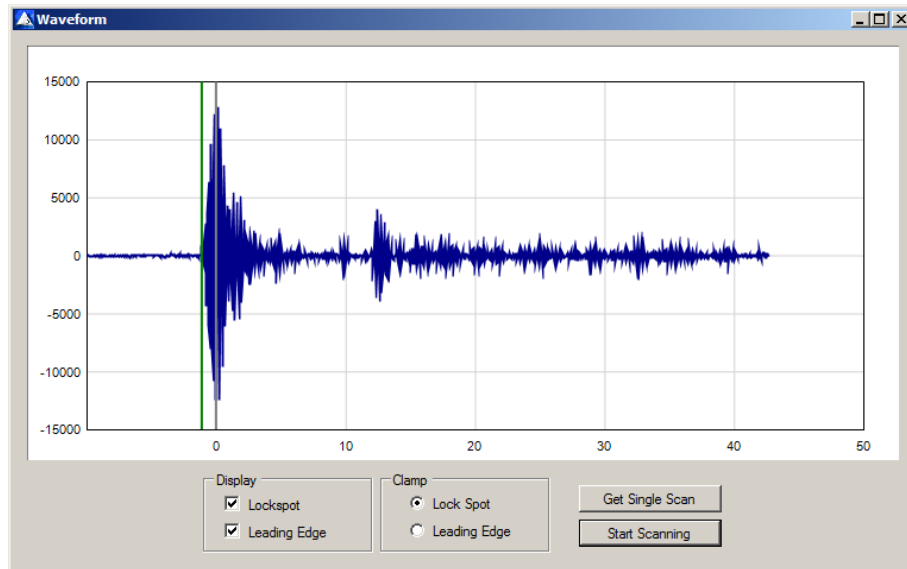 Waveform
15000
10000
5000
0
-5000
-10000
-15000
0 10 20 30 40 50
Display Clamp
Lockspot Lock Spot Get Single Scan
Leading Edge Leading Edge Start Scanning